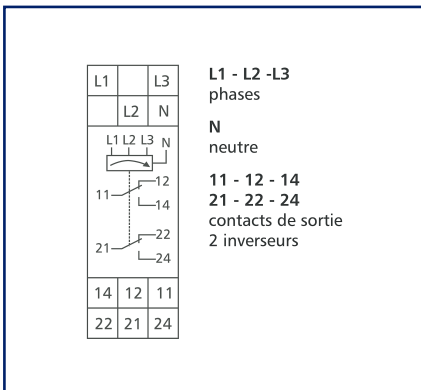 L1 L3
L2 N
L1 L2 L3 N
12
11
14
22
21
24
14 12 11
22 21 24
L1 - L2 -L3
phases
N
neutre
11 - 12 - 14
21 - 22 - 24
contacts de sortie
2 inverseurs